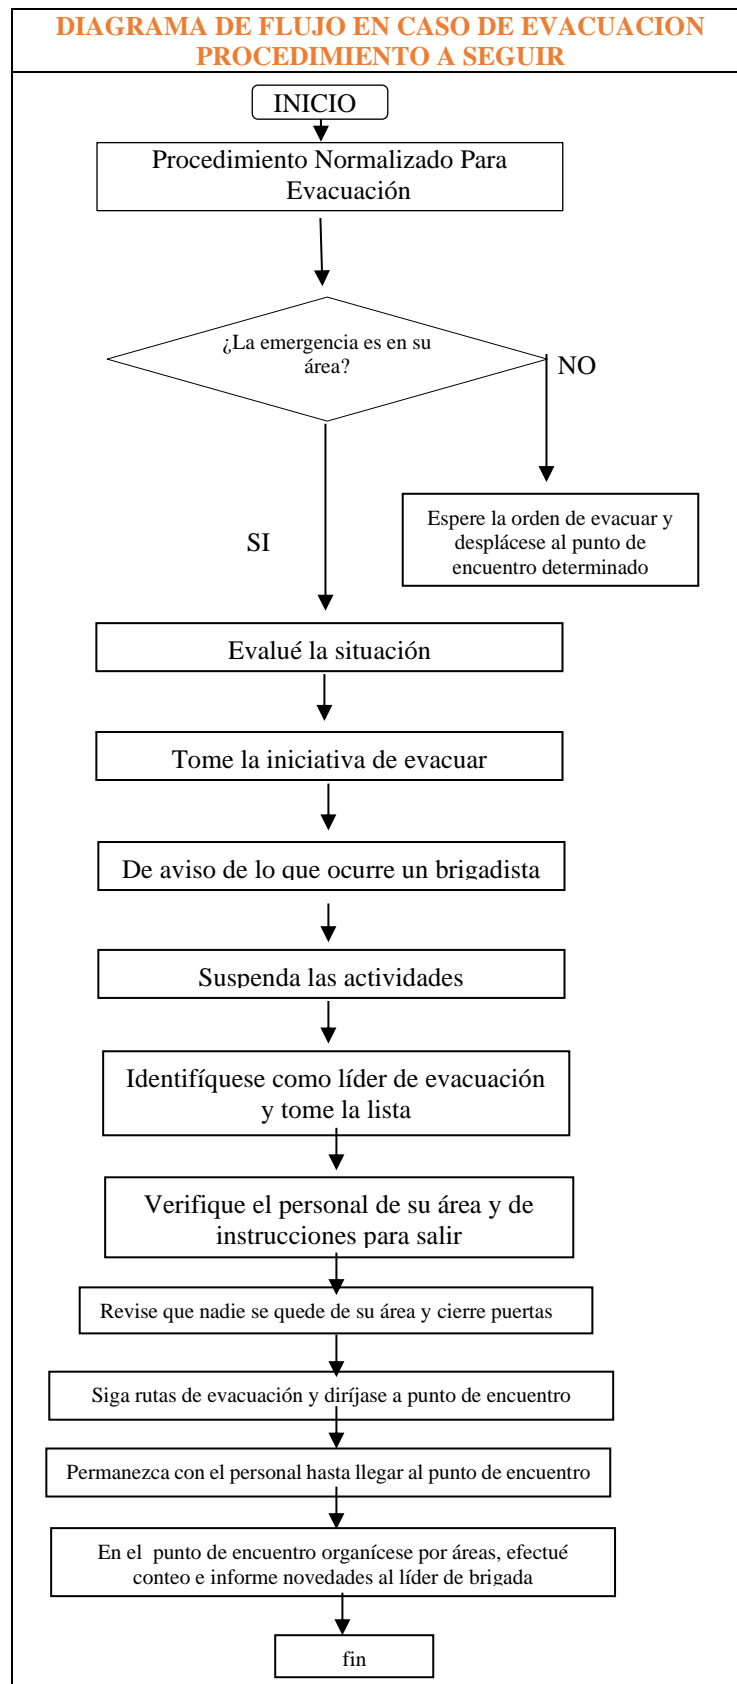 DIAGRAMA DE FLUJO EN CASO DE EVACUACION
PROCEDIMIENTO A SEGUIR
INICIO
Procedimiento Normalizado Para
Evacuación
¿La emergencia es en su
área?
NO
Espere la orden de evacuar y
desplácese al punto de
encuentro determinado
SI
Evalué la situación
Tome la iniciativa de evacuar
De aviso de lo que ocurre un brigadista
Suspenda las actividades
Identifíquese como líder de evacuación
y tome la lista
Verifique el personal de su área y de
instrucciones para salir
Revise que nadie se quede de su área y cierre puertas
Siga rutas de evacuación y diríjase a punto de encuentro
Permanezca con el personal hasta llegar al punto de encuentro
En el  punto de encuentro organícese por áreas, efectué
conteo e informe novedades al líder de brigada
fin